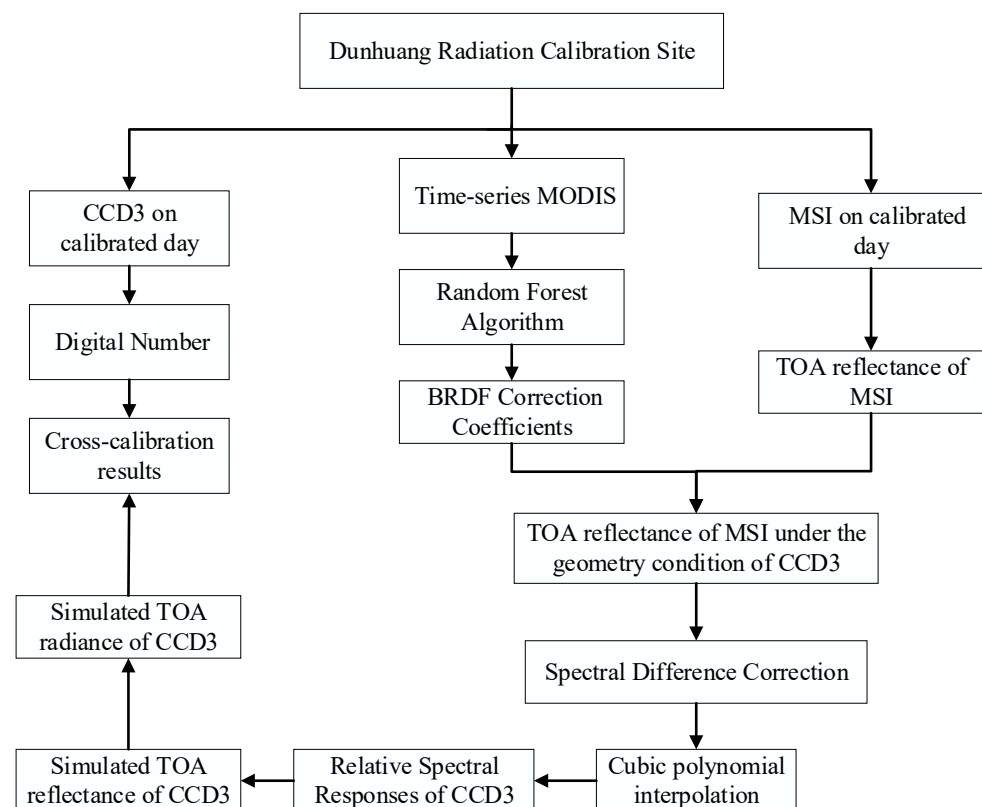 Dunhuang Radiation Calibration Site
CCD3 on
calibrated day
Time-series MODIS
MSI on calibrated
day
Digital Number
Random Forest
Algorithm
TOA reflectance of
MSI
Cross-calibration
results
BRDF Correction
Coefficients
TOA reflectance of MSI under the
geometry condition of CCD3
Simulated TOA
radiance of CCD3
Spectral Difference Correction
Simulated TOA
reflectance of CCD3
Relative Spectral
Responses of CCD3
Cubic polynomial
interpolation